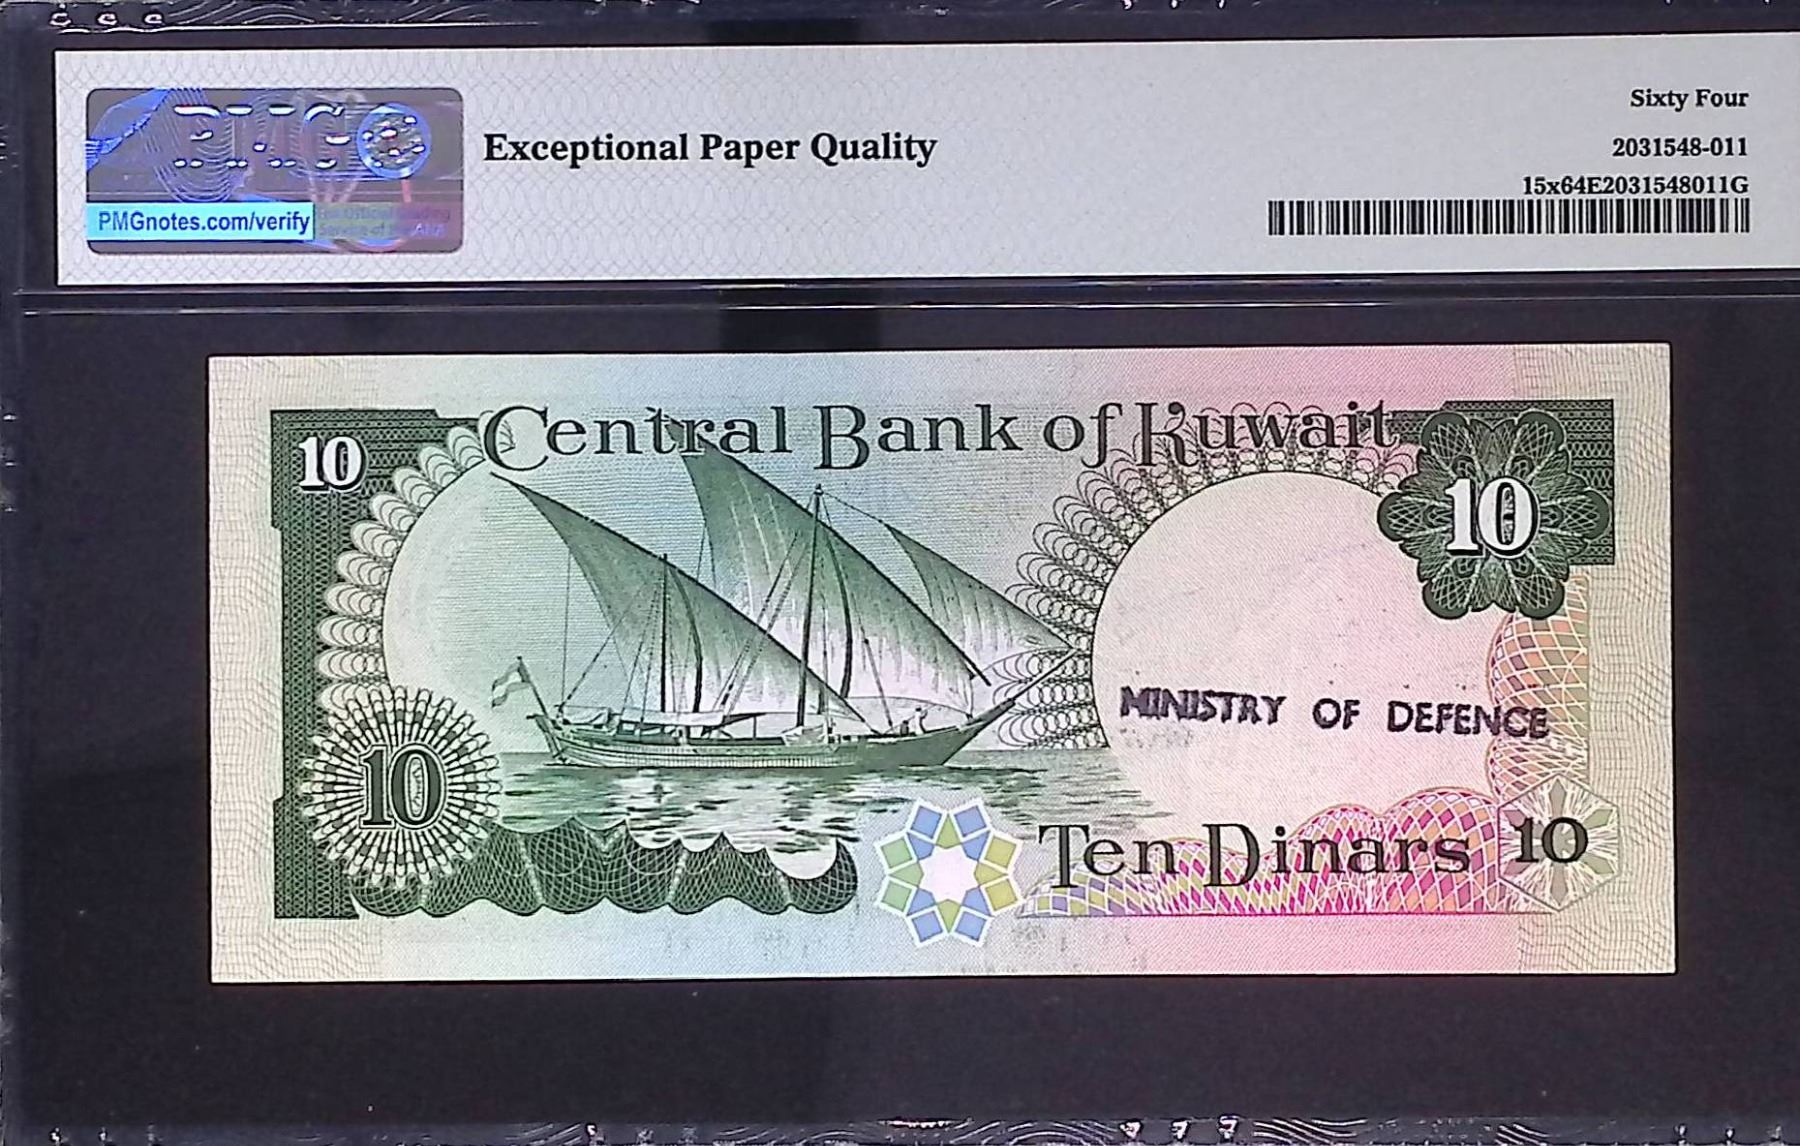 PMG
PMGnotes.com/verify
Exceptional Paper Quality
Sixty Four
2031548-011
15x64E2031548011G
10
Central Bank of Kuwait
10
MINISTRY OF DEFENCE
10
Ten Dinars
10